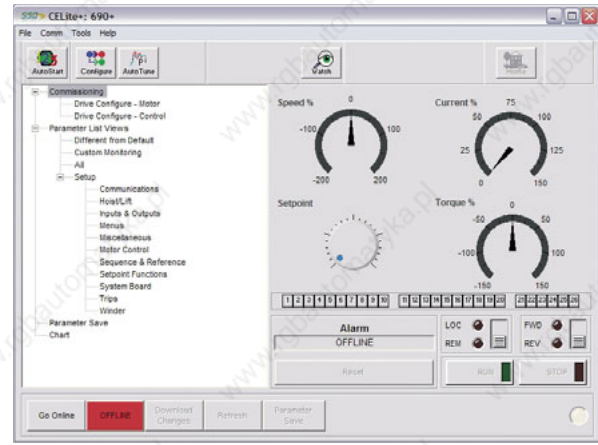 SSD CELite+: 690+
File Comm Tools Help
AutoStart Configure AutoTune Watch Home
Commissioning
Drive Configure - Motor
Drive Configure - Control
Parameter List Views
Different from Default
Custom Monitoring
All
Setup
Communications
Hoist/Lift
Inputs & Outputs
Menus
Miscellaneous
Motor Control
Sequence & Reference
Setpoint Functions
System Board
Trips
Winder
Parameter Save
Chart
Speed %
0
-100 100
-200 200
Current %
75
50 100
25 125
0 150
Setpoint
Torque %
0
-50 50
-100 100
-150 150
1 2 3 4 5 6 7 8 9 10 11 12 13 14 15 16 17 18 19 20 21 22 23 24 25 26
Alarm
OFFLINE
Reset
LOC
REM
FWD
REV
RUN STOP
Go Online OFFLINE Download Changes Refresh Parameter Save
www.rgbautomatyka.pl